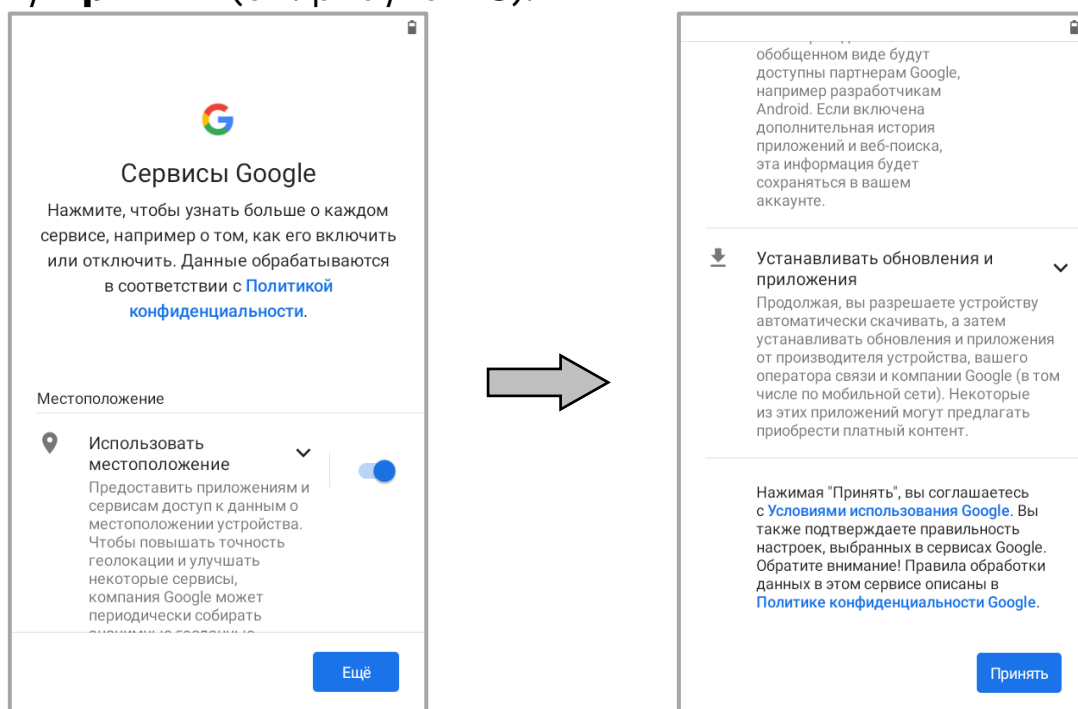 Сервисы Google
Нажмите, чтобы узнать больше о каждом
сервисе, например о том, как его включить
или отключить. Данные обрабатываются
в соответствии с Политикой
конфиденциальности.
Местоположение
Использовать
местоположение
Предоставить приложениям и
сервисам доступ к данным о
местоположении устройства.
Чтобы повышать точность
геолокации и улучшать
некоторые сервисы,
компания Google может
периодически собирать
Ещё
обобщенном виде будут
доступны партнерам Google,
например разработчикам
Android. Если включена
дополнительная история
приложений и веб-поиска,
эта информация будет
сохраняться в вашем
аккаунте.
Устанавливать обновления и
приложения
Продолжая, вы разрешаете устройству
автоматически скачивать, а затем
устанавливать обновления и приложения
от производителя устройства, вашего
оператора связи и компании Google (в том
числе по мобильной сети). Некоторые
из этих приложений могут предлагать
приобрести платный контент.
Нажимая "Принять", вы соглашаетесь
с Условиями использования Google. Вы
также подтверждаете правильность
настроек, выбранных в сервисах Google.
Обратите внимание! Правила обработки
данных в этом сервисе описаны в
Политике конфиденциальности Google.
Принять